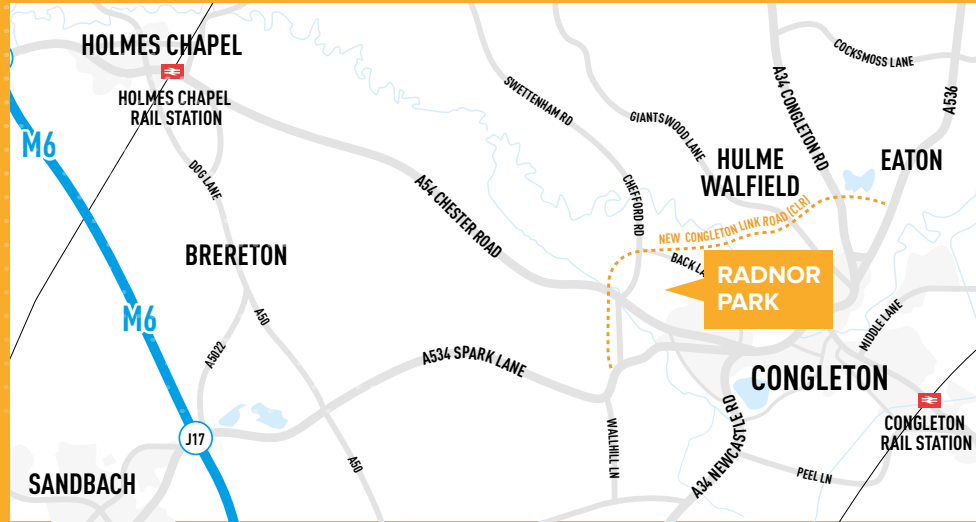 HOLMES CHAPEL
HOLMES CHAPEL
RAIL STATION
M6
DOG LANE
BRERETON
M6
A5022
A50
A50
J17
SANDBACH
A54 CHESTER ROAD
A534 SPARK LANE
SWETTENHAM RD
GIANTSWOOD LANE
CHEFFORD RD
COCKSMOSS LANE
A34 CONGLETON RD
A536
HULME
WALFIELD
EATON
NEW CONGLETON LINK ROAD (CLR)
BACK
RADNOR
PARK
MIDDLE LANE
CONGLETON
WALHILL LN
A34 NEWCASTLE RD
PEEL LN
CONGLETON
RAIL STATION